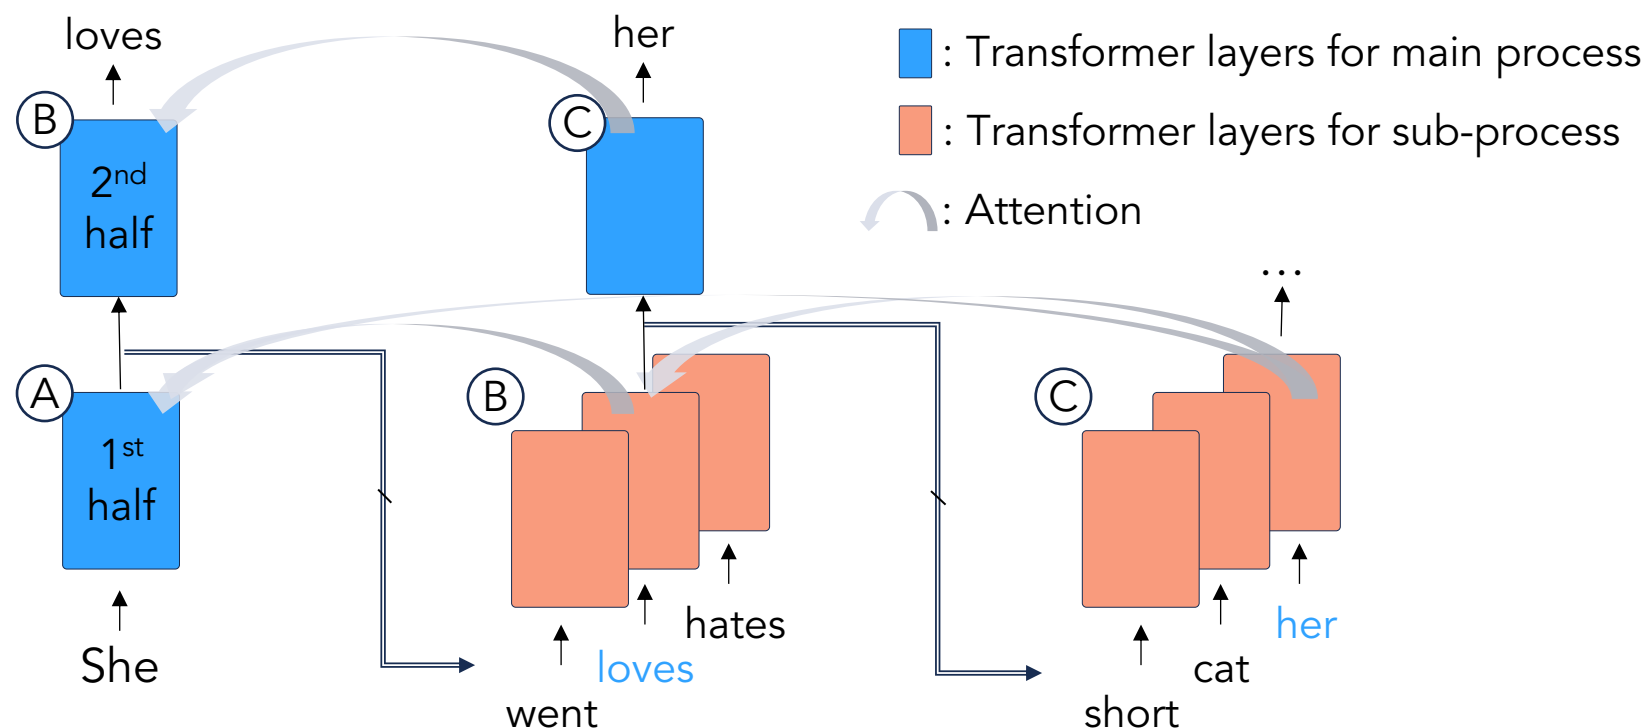 loves
her
: Transformer layers for main process
B
C
: Transformer layers for sub-process
2nd
half
: Attention
...
A
B
C
1st
half
She
hates
loves
went
her
cat
short